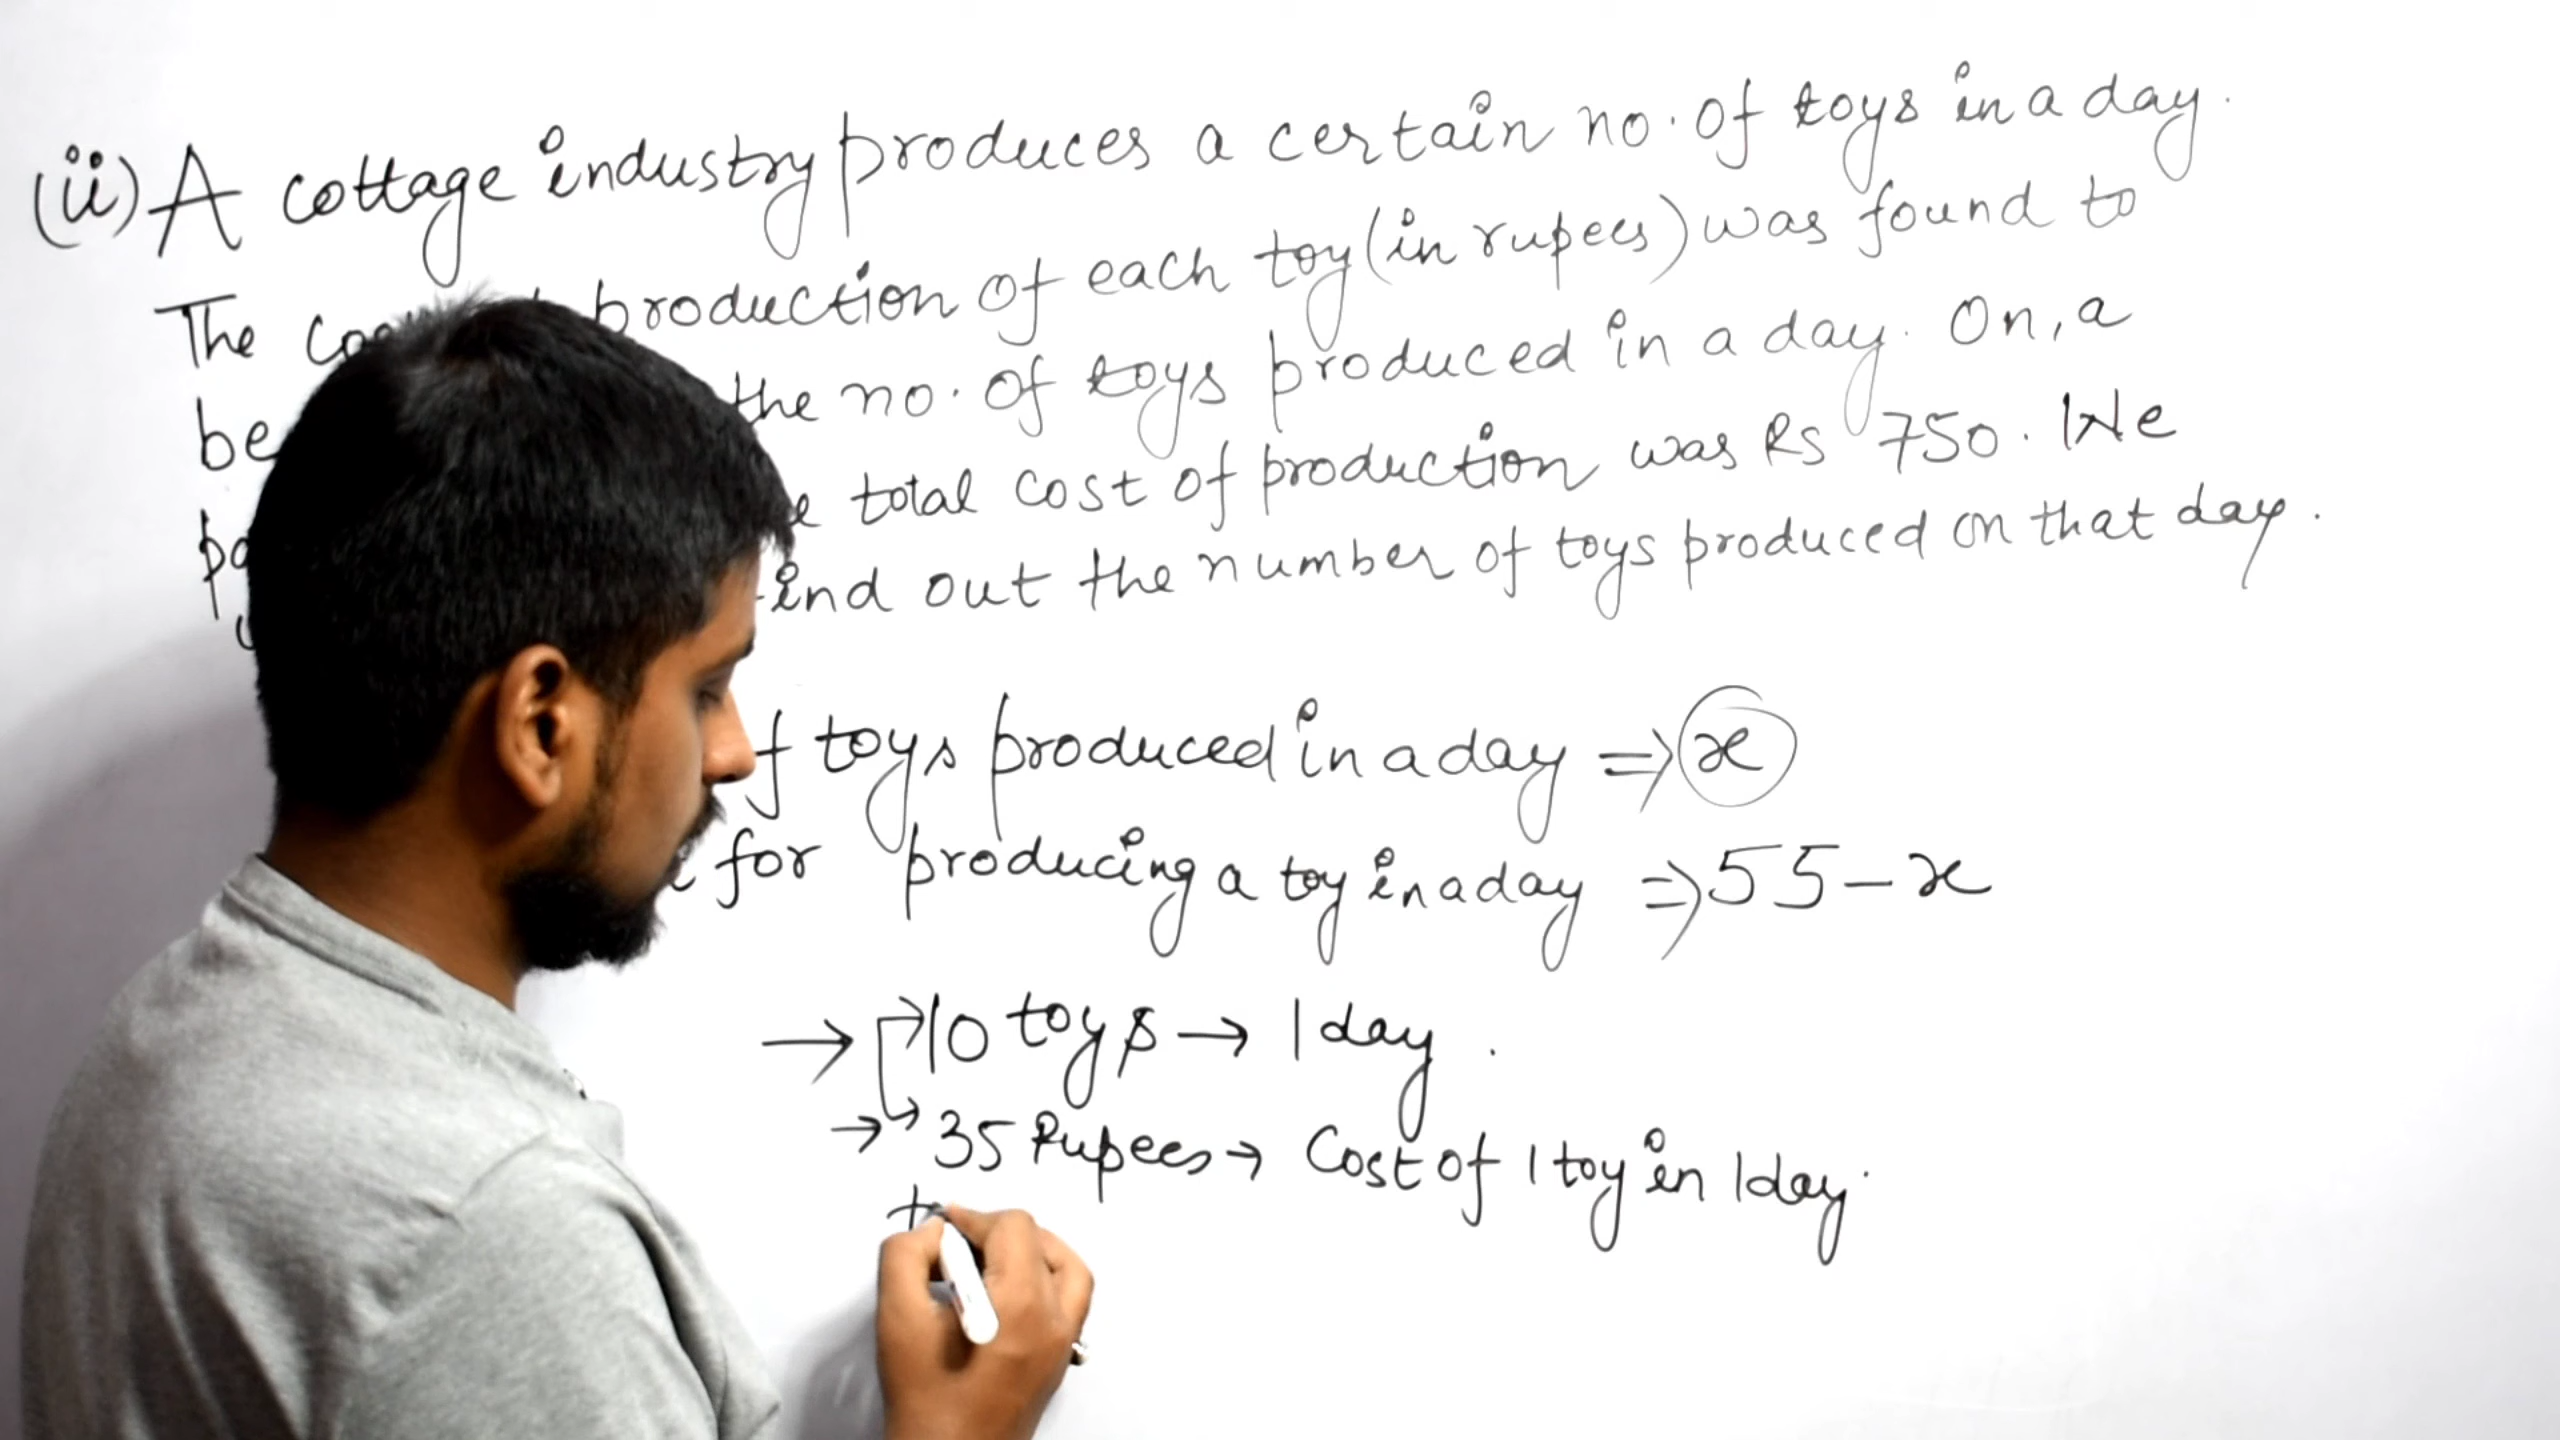 (ii) A cottage industry produces a certain no. of toys in a day.
The production of each toy (in rupees) was found to
be the no. of toys produced in a day. On, a
total cost of production was Rs 750. We
out the number of toys produced on that day.
toys produced in a day => x
for producing a toy in a day => 55 - x
→ 10 toys → 1 day.
→ 35 Rupees → Cost of 1 toy in 1 day.